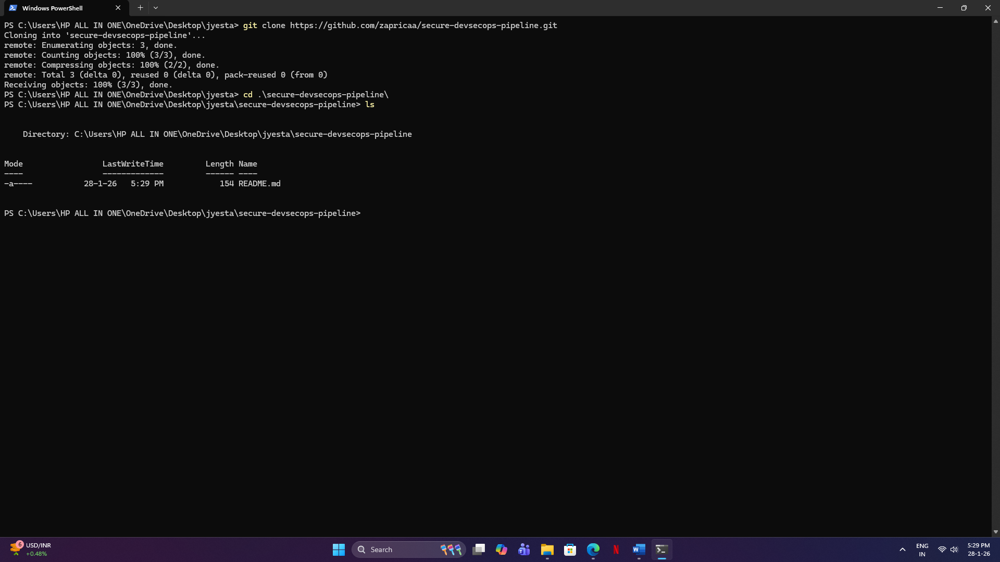 Windows PowerShell
PS C:\Users\HP ALL IN ONE\OneDrive\Desktop\jyesta> git clone https://github.com/zapricaa/secure-devsecops-pipeline.git
Cloning into 'secure-devsecops-pipeline'...
remote: Enumerating objects: 3, done.
remote: Counting objects: 100% (3/3), done.
remote: Compressing objects: 100% (2/2), done.
remote: Total 3 (delta 0), reused 0 (delta 0), pack-reused 0 (from 0)
Receiving objects: 100% (3/3), done.
PS C:\Users\HP ALL IN ONE\OneDrive\Desktop\jyesta> cd .\secure-devsecops-pipeline\
PS C:\Users\HP ALL IN ONE\OneDrive\Desktop\jyesta\secure-devsecops-pipeline> ls
Directory: C:\Users\HP ALL IN ONE\OneDrive\Desktop\jyesta\secure-devsecops-pipeline
Mode LastWriteTime Length Name
---- ------------- ------ ----
-a---- 28-1-26 5:29 PM 154 README.md
PS C:\Users\HP ALL IN ONE\OneDrive\Desktop\jyesta\secure-devsecops-pipeline>
6
USD/INR
+0.48%
Search
T
N
W
ENG
IN
5:29 PM
28-1-26